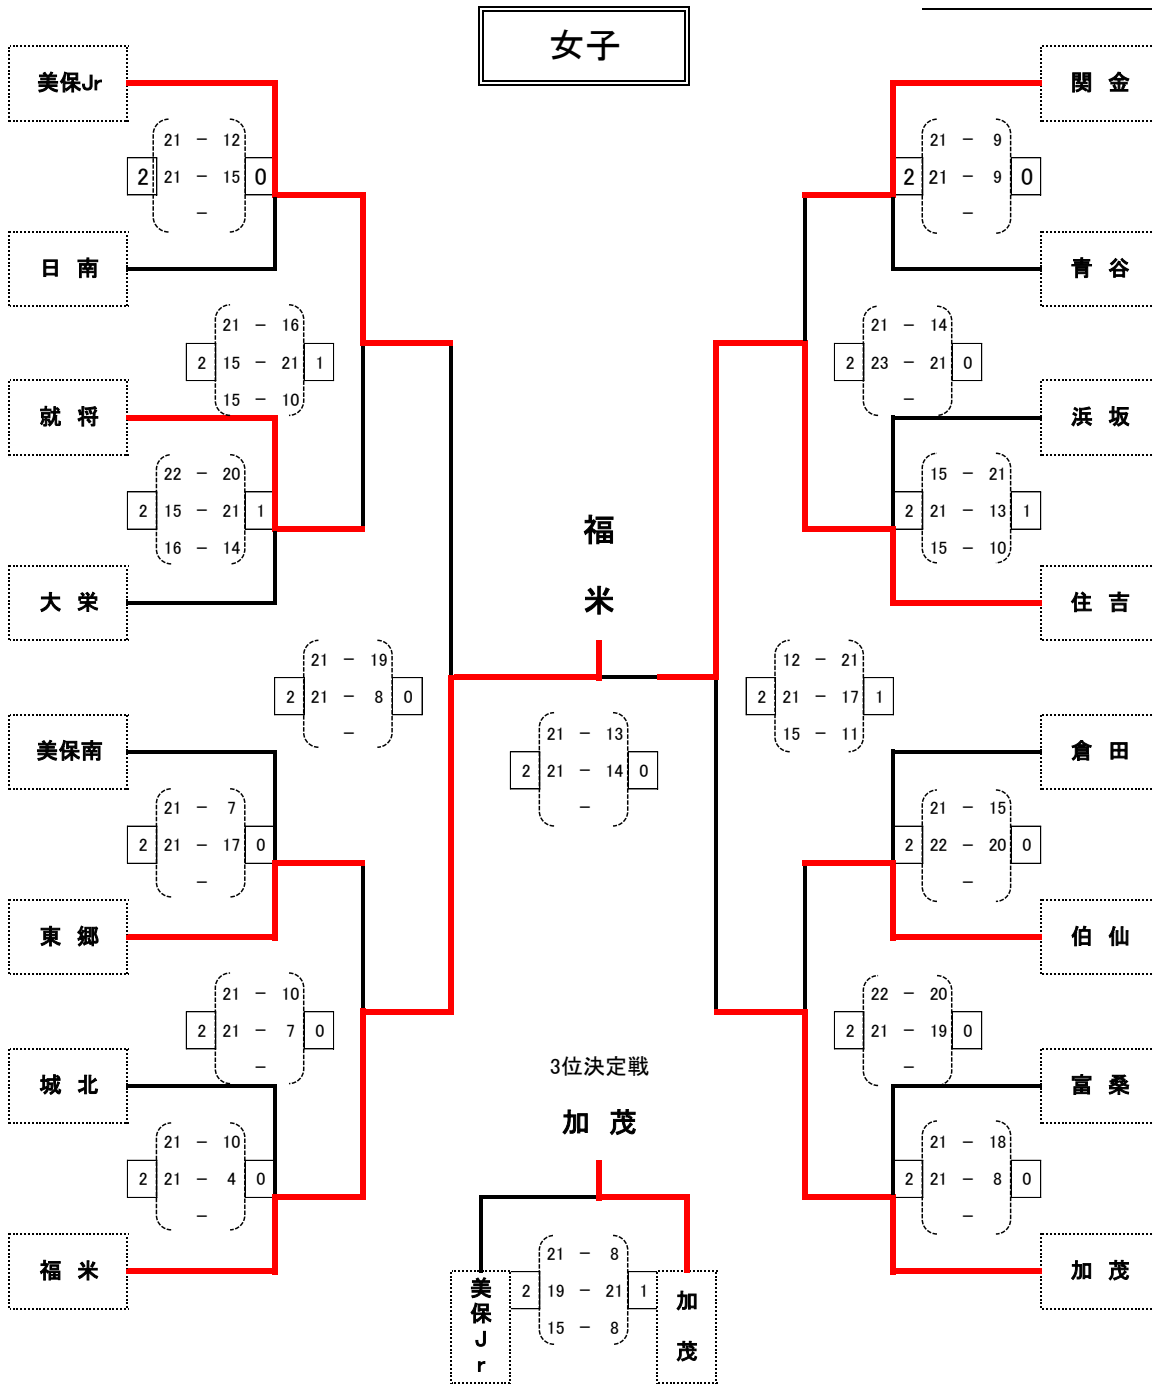 女子
美保Jr
21 － 12
2 21 － 15 0
－
日 南
21 － 16
2 15 － 21 1
15 － 10
就 将
22 － 20
2 15 － 21 1
16 － 14
大 栄
21 － 19
2 21 － 8 0
－
美保南
21 － 7
2 21 － 17 0
－
東 郷
21 － 10
2 21 － 7 0
－
城 北
21 － 10
2 21 － 4 0
－
福 米
福
米
21 － 13
2 21 － 14 0
－
3位決定戦
加 茂
21 － 8
2 19 － 21 1
15 － 8
美保Jr
加茂
関 金
21 － 9
2 21 － 9 0
－
青 谷
21 － 14
2 23 － 21 0
－
浜 坂
15 － 21
2 21 － 13 1
15 － 10
住 吉
12 － 21
2 21 － 17 1
15 － 11
倉 田
21 － 15
2 22 － 20 0
－
伯 仙
22 － 20
2 21 － 19 0
－
富 桑
21 － 18
2 21 － 8 0
－
加 茂